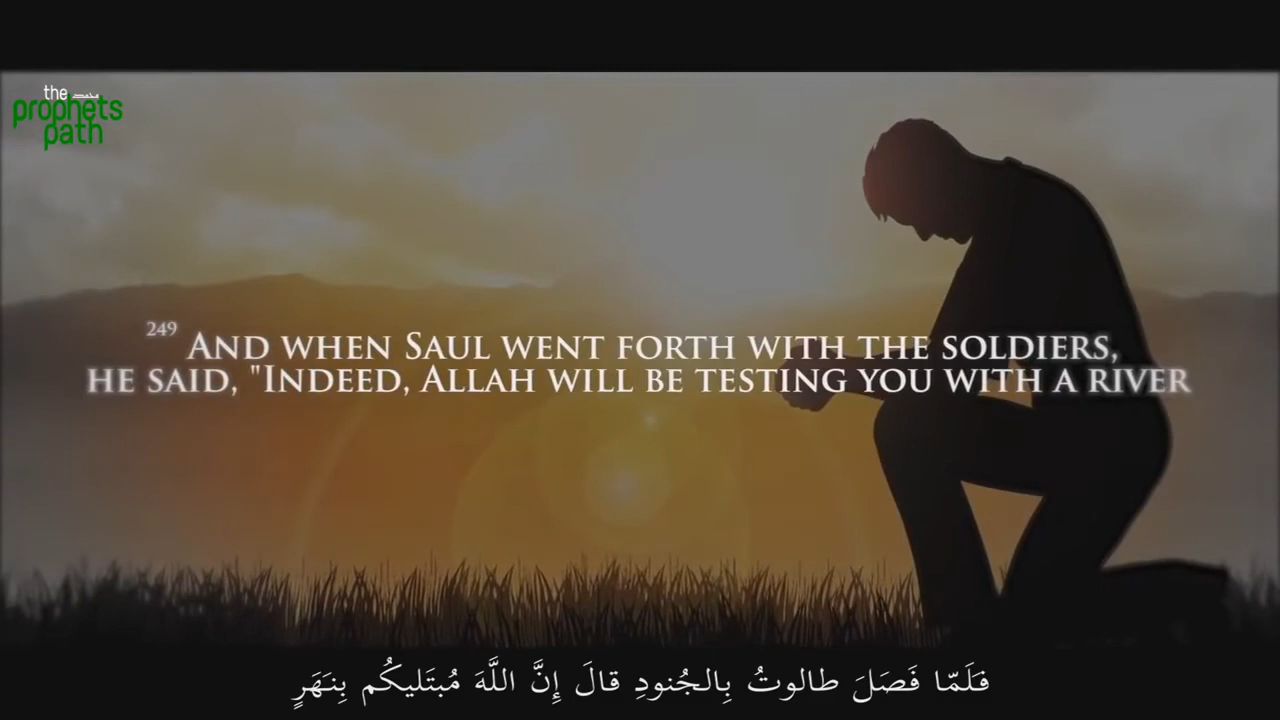 the
prophets
path
249 And when Saul went forth with the soldiers,
he said, "Indeed, Allah will be testing you with a river
فَلَمّا فَصَلَ طالوتُ بِالجُنودِ قالَ إِنَّ اللَّهَ مُبتَليكُم بِنَهَرٍ